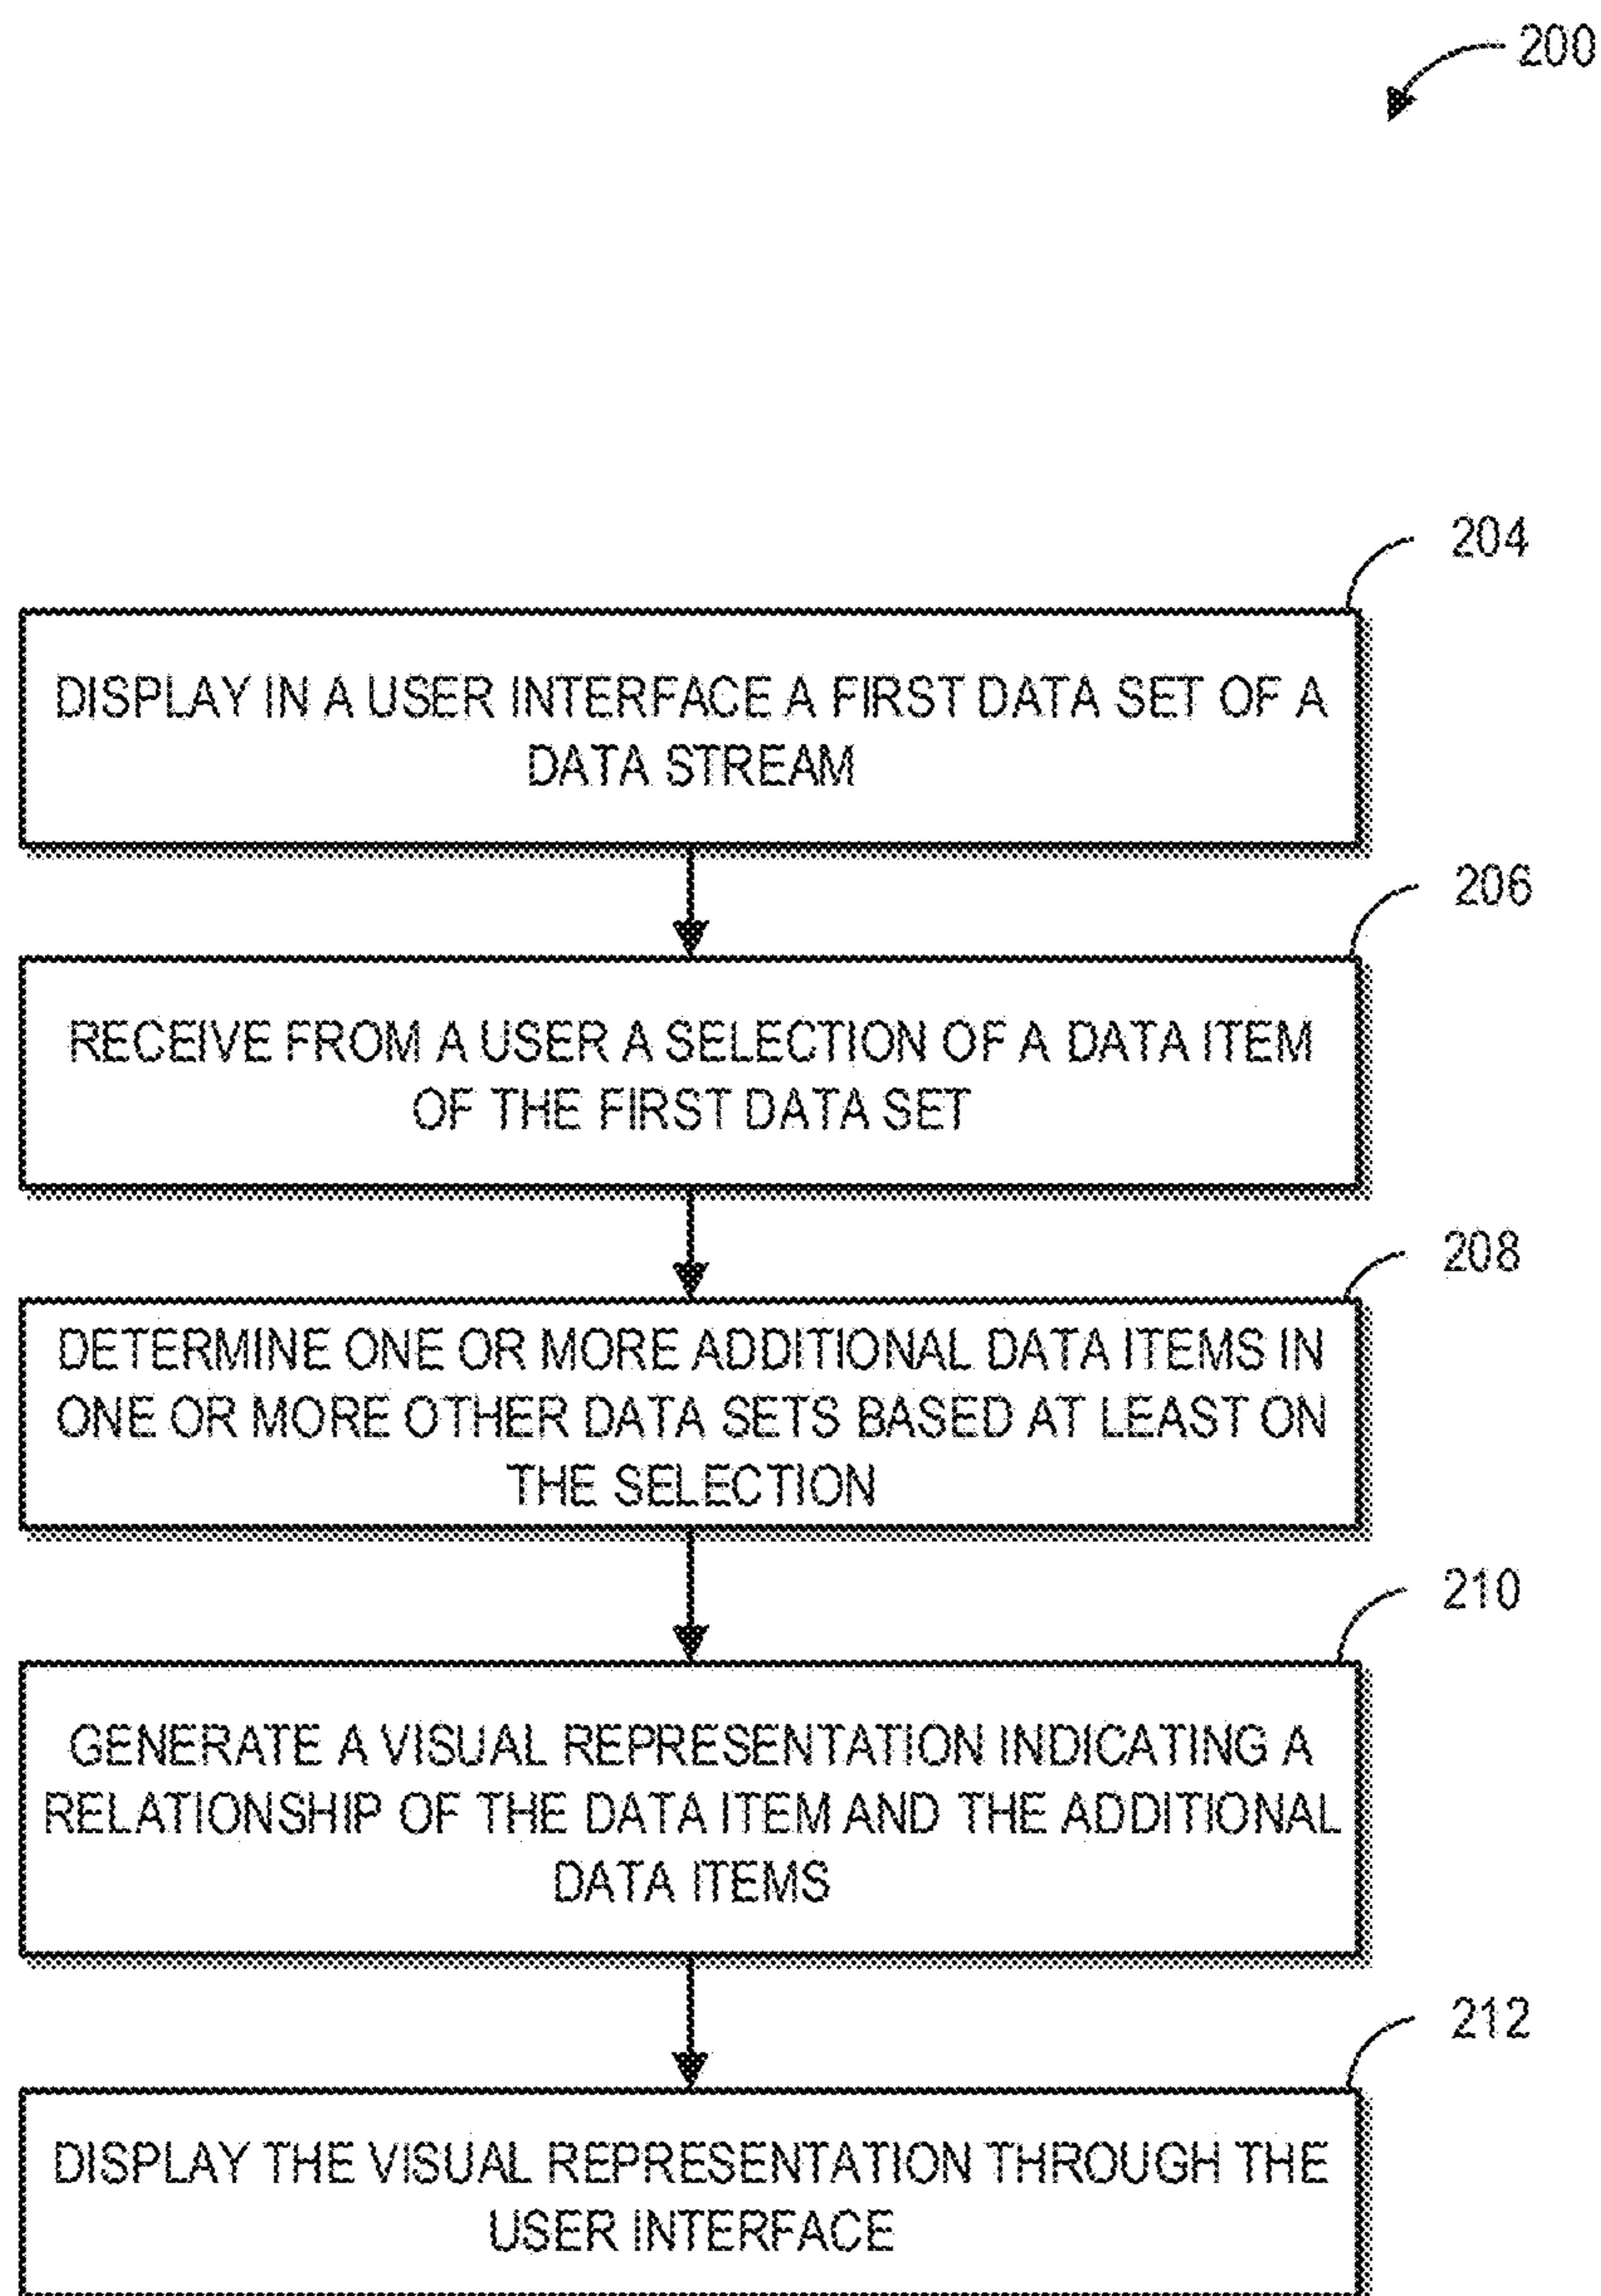 200
204
DISPLAY IN A USER INTERFACE A FIRST DATA SET OF A
DATA STREAM
206
RECEIVE FROM A USER A SELECTION OF A DATA ITEM
OF THE FIRST DATA SET
208
DETERMINE ONE OR MORE ADDITIONAL DATA ITEMS IN
ONE OR MORE OTHER DATA SETS BASED AT LEAST ON
THE SELECTION
210
GENERATE A VISUAL REPRESENTATION INDICATING A
RELATIONSHIP OF THE DATA ITEM AND THE ADDITIONAL
DATA ITEMS
212
DISPLAY THE VISUAL REPRESENTATION THROUGH THE
USER INTERFACE